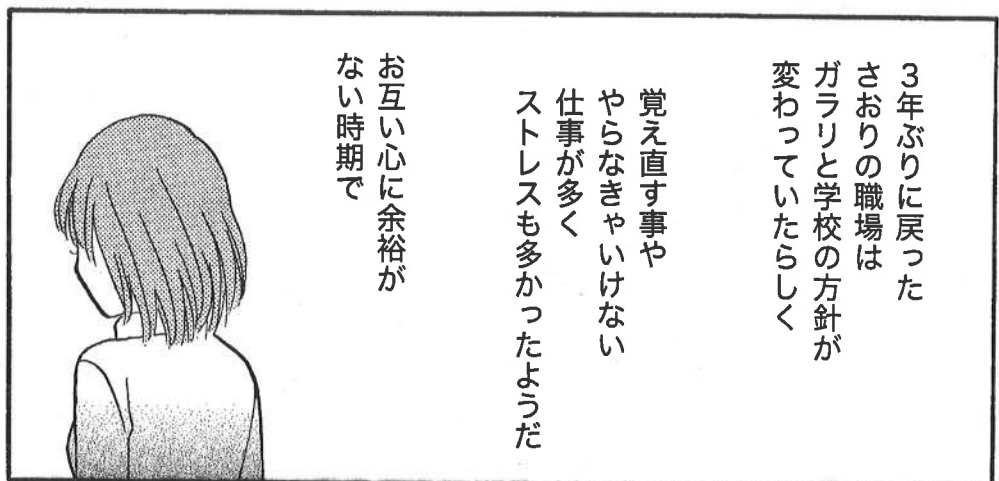 ３年ぶりに戻った
さおりの職場は
ガラリと学校の方針が
変わっていたらしく
覚え直す事や
やらなきゃいけない
仕事が多く
ストレスも多かったようだ
お互い心に余裕が
ない時期で